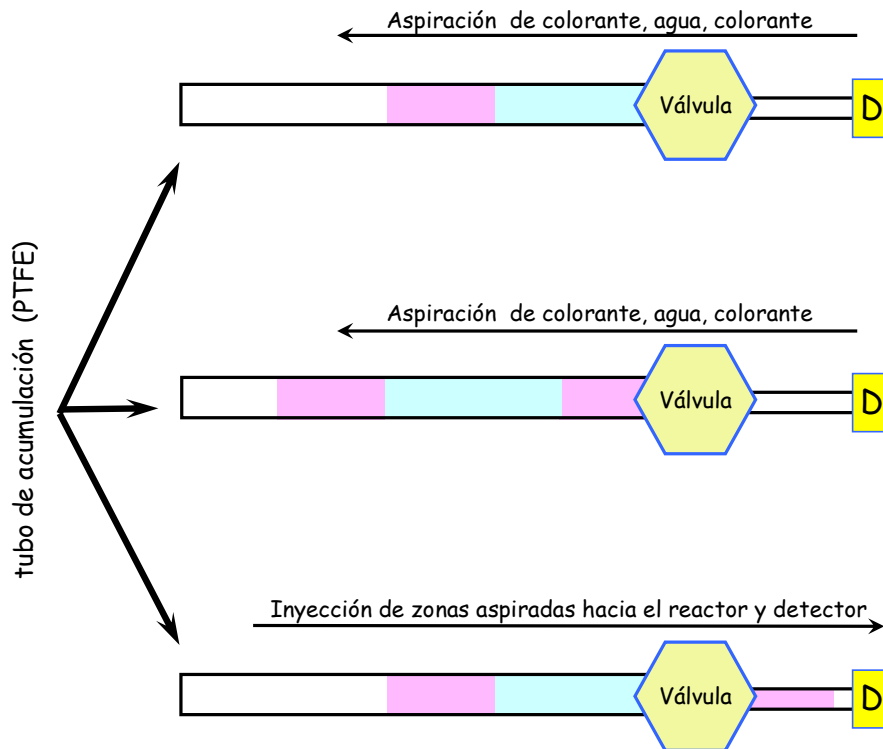 Aspiración de colorante, agua, colorante
Válvula
D
tubo de acumulación (PTFE)
Aspiración de colorante, agua, colorante
Válvula
D
Inyección de zonas aspiradas hacia el reactor y detector
Válvula
D